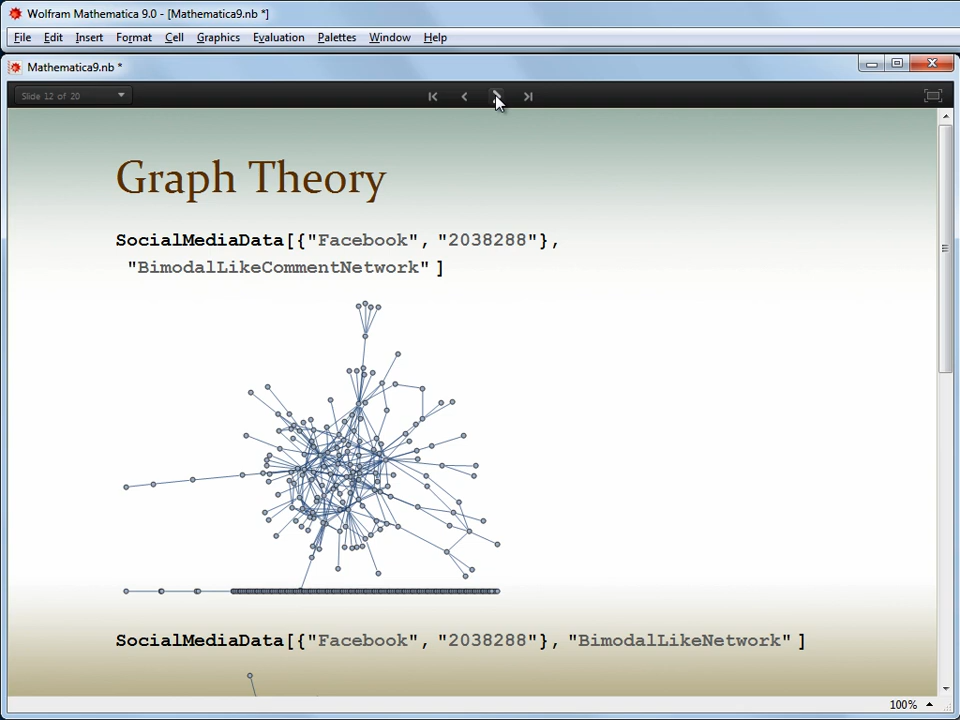 Wolfram Mathematica 9.0 - [Mathematica9.nb *]
File Edit Insert Format Cell Graphics Evaluation Palettes Window Help
Mathematica9.nb *
Slide 12 of 20
Graph Theory
SocialMediaData[{"Facebook", "2038288"},
"BimodalLikeCommentNetwork" ]
SocialMediaData[{"Facebook", "2038288"}, "BimodalLikeNetwork" ]
100%